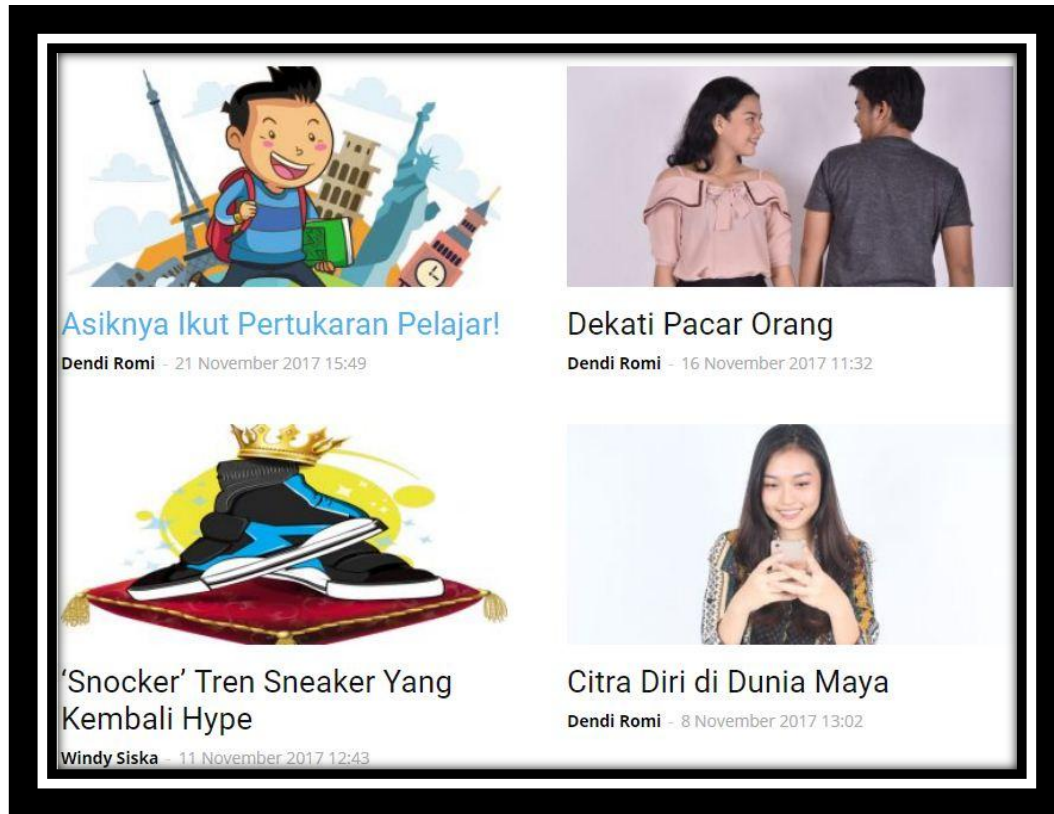 Asiknya Ikut Pertukaran Pelajar!
Dendi Romi - 21 November 2017 15:49
Dekati Pacar Orang
Dendi Romi - 16 November 2017 11:32
‘Snocker’ Tren Sneaker Yang
Kembali Hype
Windy Siska - 11 November 2017 12:43
Citra Diri di Dunia Maya
Dendi Romi - 8 November 2017 13:02